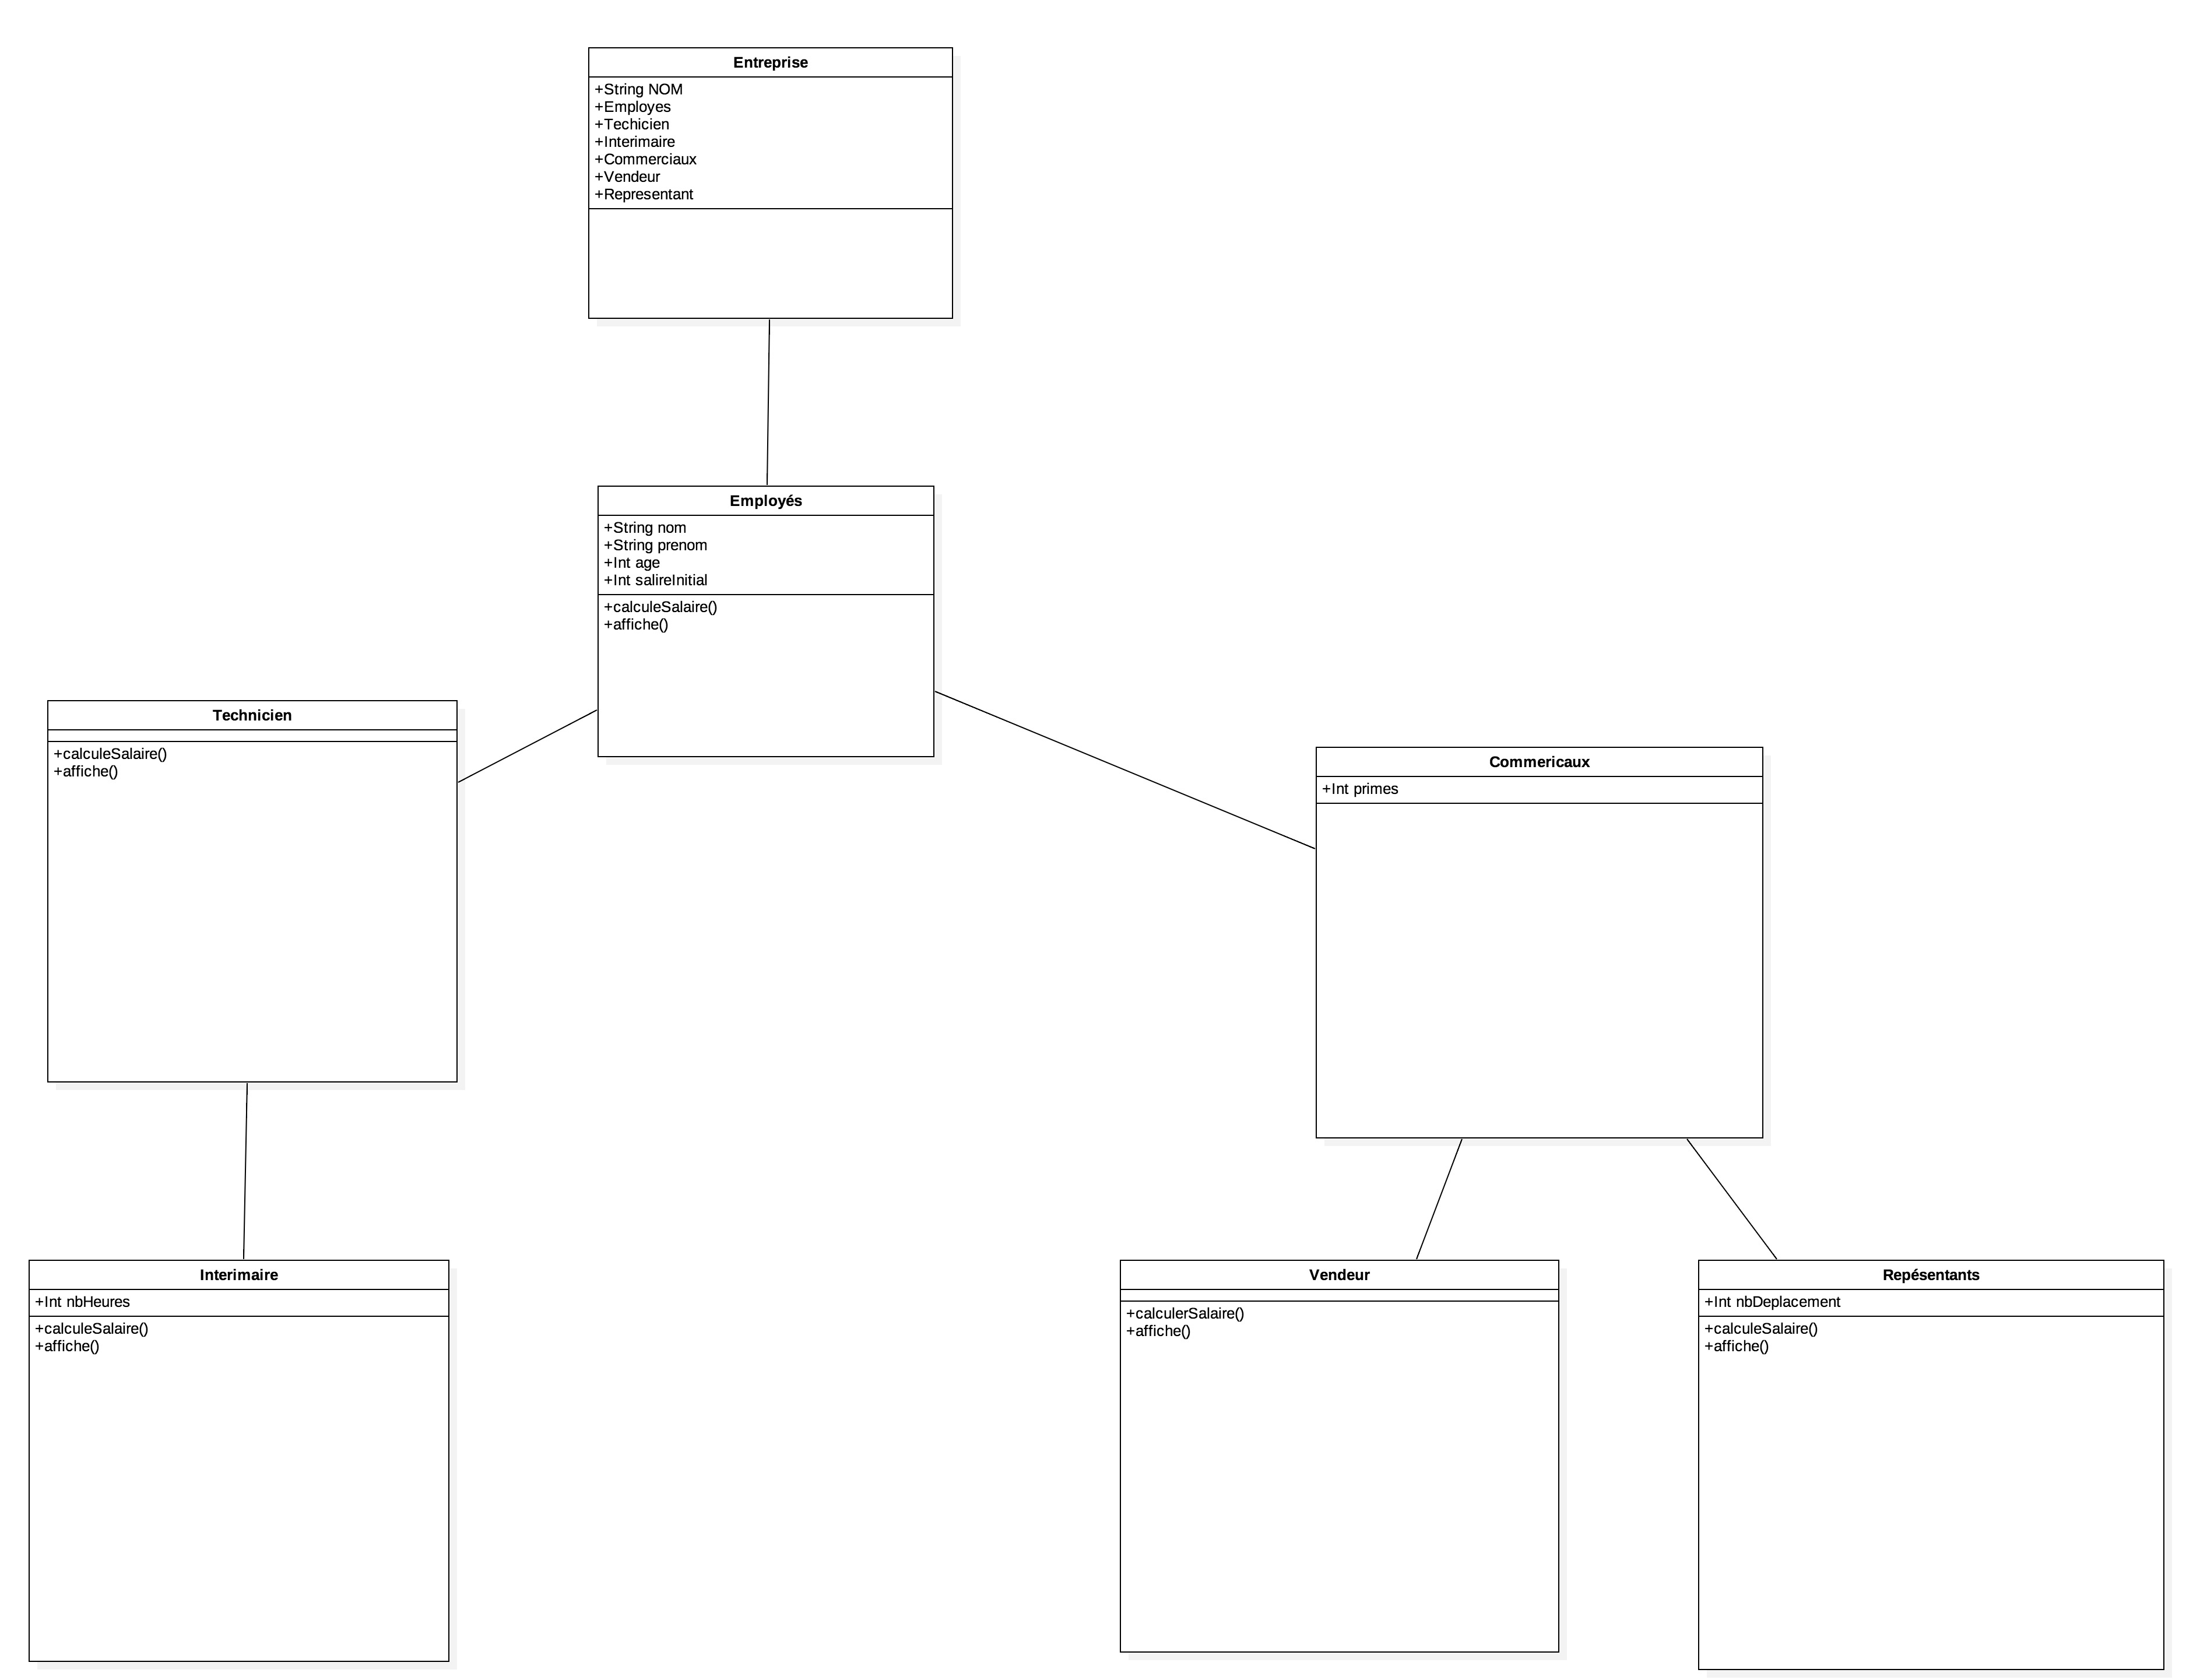 Entreprise
+String NOM
+Employes
+Techicien
+Interimaire
+Commerciaux
+Vendeur
+Representant
Employés
+String nom
+String prenom
+Int age
+Int salireInitial
+calculeSalaire()
+affiche()
Technicien
+calculeSalaire()
+affiche()
Commericaux
+Int primes
Interimaire
+Int nbHeures
+calculeSalaire()
+affiche()
Vendeur
+calculerSalaire()
+affiche()
Repésentants
+Int nbDeplacement
+calculeSalaire()
+affiche()